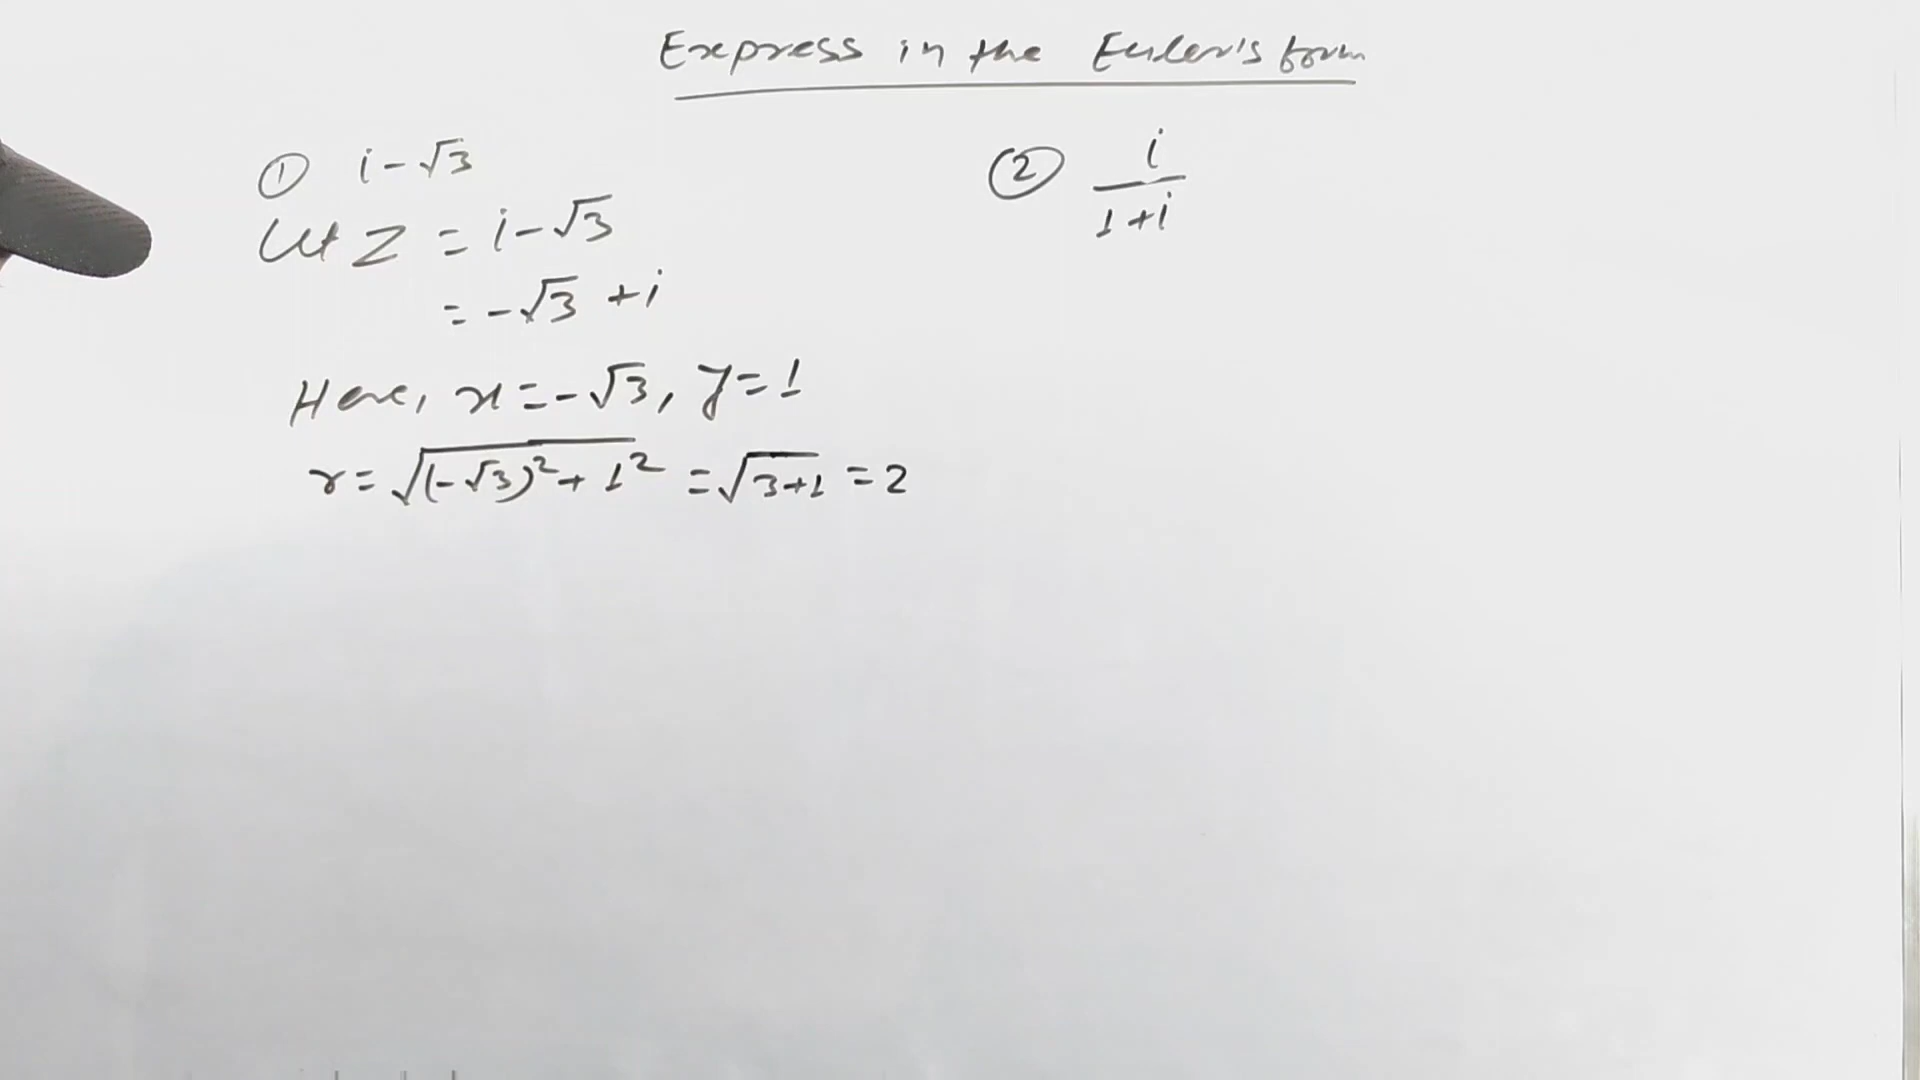 Express in the Euler's form
① i-√3
Let Z = i-√3
= -√3 +i
Here, x=-√3, y=1
r=√(-√3)²+1² =√3+1 =2
② i/1+i